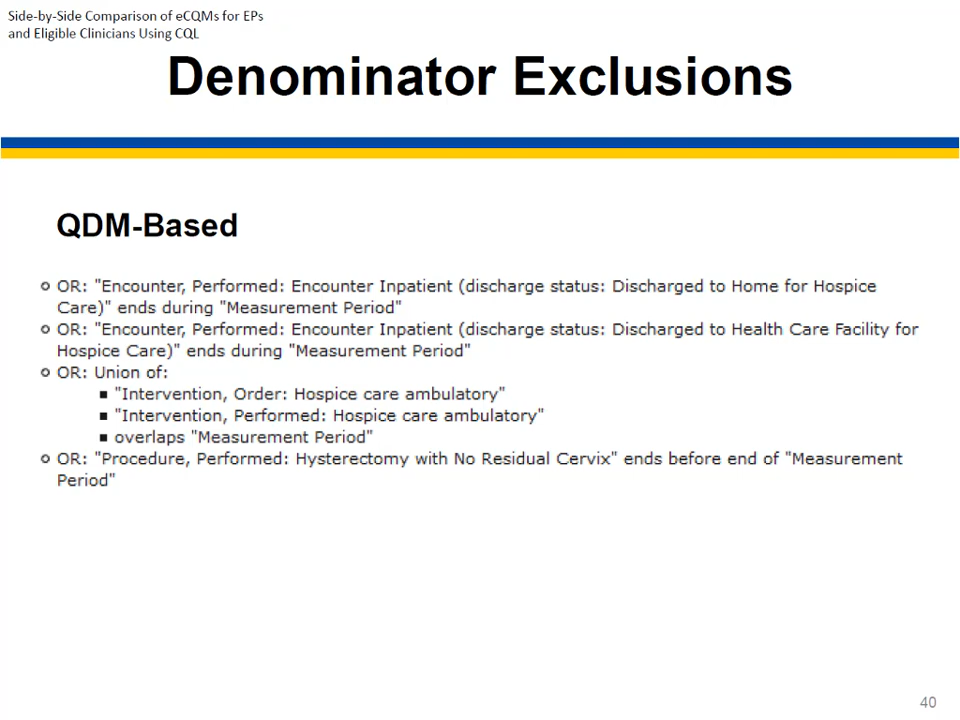 Side-by-Side Comparison of eCQMs for EPs
and Eligible Clinicians Using CQL
Denominator Exclusions
QDM-Based
OR: "Encounter, Performed: Encounter Inpatient (discharge status: Discharged to Home for Hospice
Care)" ends during "Measurement Period"
OR: "Encounter, Performed: Encounter Inpatient (discharge status: Discharged to Health Care Facility for
Hospice Care)" ends during "Measurement Period"
OR: Union of:
"Intervention, Order: Hospice care ambulatory"
"Intervention, Performed: Hospice care ambulatory"
overlaps "Measurement Period"
OR: "Procedure, Performed: Hysterectomy with No Residual Cervix" ends before end of "Measurement
Period"
40